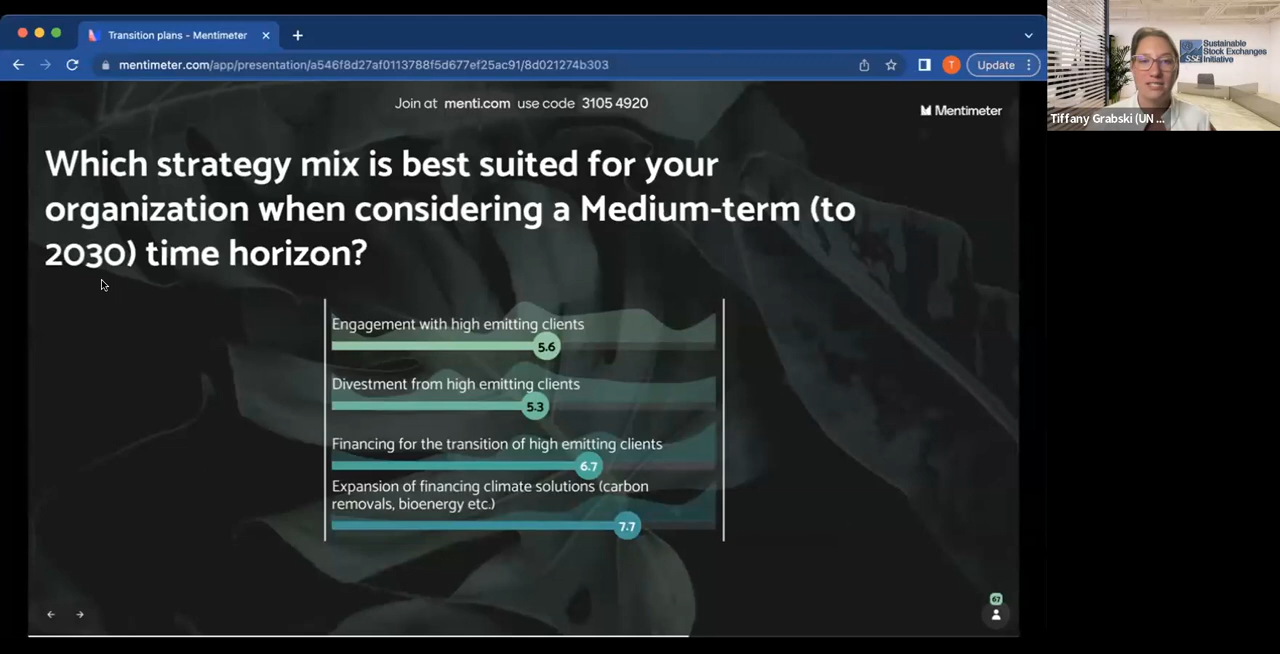 Transition plans - Mentimeter
mentimeter.com/app/presentation/a546f8d27af0113788f5d677ef25ac91/8d021274b303
T
Update
Join at menti.com use code 3105 4920
Mentimeter
Which strategy mix is best suited for your
organization when considering a Medium-term (to
2030) time horizon?
Engagement with high emitting clients
5.6
Divestment from high emitting clients
5.3
Financing for the transition of high emitting clients
6.7
Expansion of financing climate solutions (carbon
removals, bioenergy etc.)
7.7
67
Sustainable
Stock Exchanges
Initiative
SSE
Tiffany Grabski (UN ...